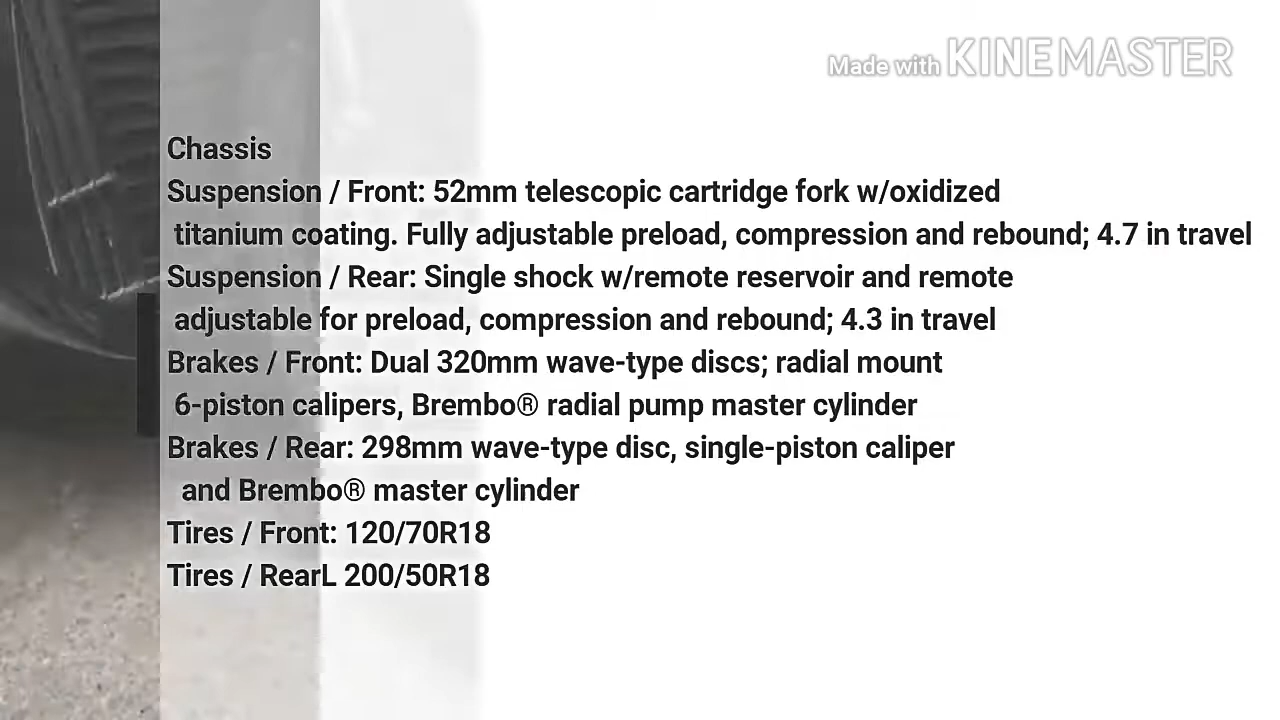 Made with KINEMASTER
Chassis
Suspension / Front: 52mm telescopic cartridge fork w/oxidized
titanium coating. Fully adjustable preload, compression and rebound; 4.7 in travel
Suspension / Rear: Single shock w/remote reservoir and remote
adjustable for preload, compression and rebound; 4.3 in travel
Brakes / Front: Dual 320mm wave-type discs; radial mount
6-piston calipers, Brembo® radial pump master cylinder
Brakes / Rear: 298mm wave-type disc, single-piston caliper
and Brembo® master cylinder
Tires / Front: 120/70R18
Tires / RearL 200/50R18